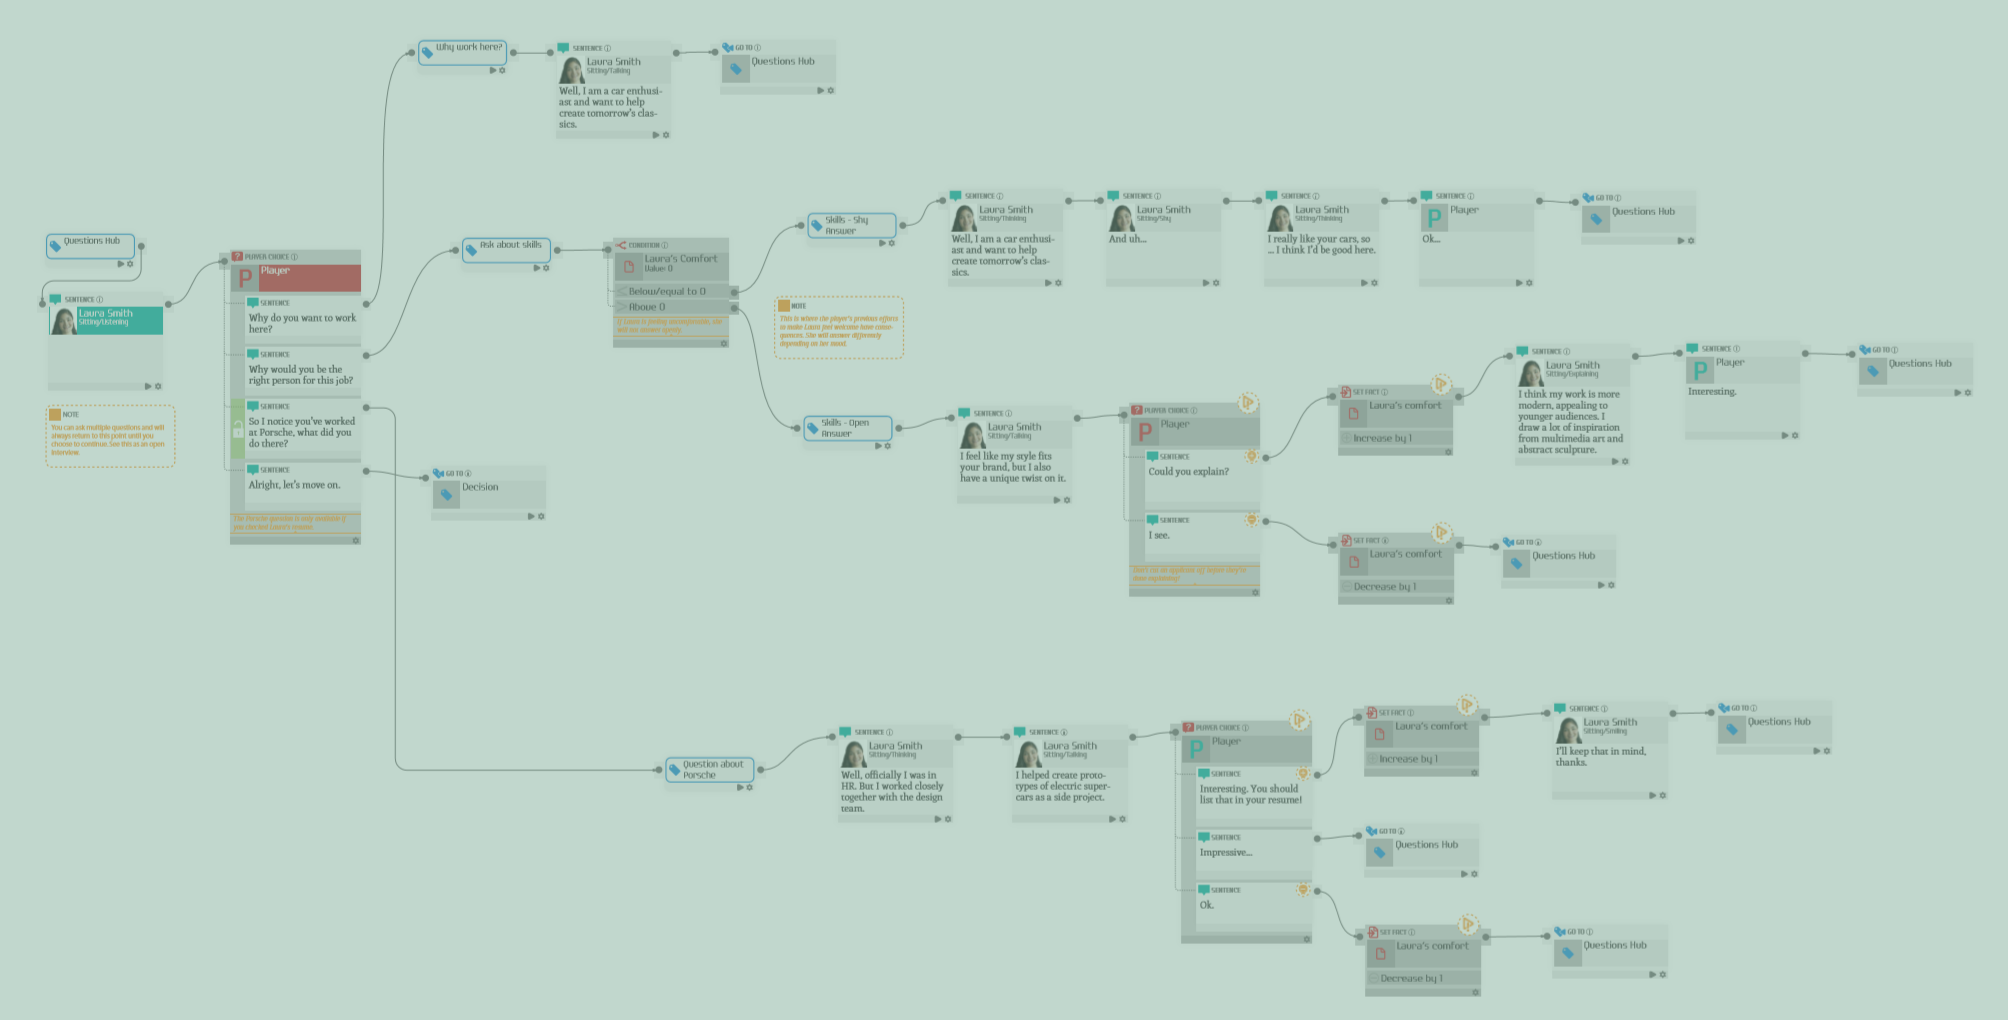 Why work here?
SENTENCE
Laura Smith
Sitting/Talking
Well, I am a car enthusi-
ast and want to help
create tomorrow's clas-
sics.
GO TO
Questions Hub
Questions Hub
SENTENCE
Laura Smith
Sitting/Listening
NOTE
You can ask multiple questions and will
always return to this point until you
choose to continue. See this as an open
interview.
PLAYER CHOICE
P
Player
SENTENCE
Why do you want to work
here?
SENTENCE
Why would you be the
right person for this job?
SENTENCE
So I notice you've worked
at Porsche, what did you
do there?
SENTENCE
Alright, let's move on.
GO TO
Decision
Ask about skills
CONDITION
Laura's Comfort
Value: 0
Below/equal to 0
Above 0
NOTE
This is where the player's previous efforts
to make Laura feel welcome have conse-
quences. She will answer differently
depending on her mood.
Skills - Shy
Answer
SENTENCE
Laura Smith
Sitting/Thinking
Well, I am a car enthusi-
ast and want to help
create tomorrow's clas-
sics.
SENTENCE
Laura Smith
Sitting/Shy
And uh...
SENTENCE
Laura Smith
Sitting/Thinking
I really like your cars, so
... I think I'd be good here.
SENTENCE
P
Player
Ok...
GO TO
Questions Hub
Skills - Open
Answer
SENTENCE
Laura Smith
Sitting/Talking
I feel like my style fits
your brand, but I also
have a unique twist on it.
PLAYER CHOICE
P
Player
SENTENCE
Could you explain?
SENTENCE
I see.
SET FACT
Laura's comfort
Increase by 1
SENTENCE
Laura Smith
Sitting/Explaining
I think my work is more
modern, appealing to
younger audiences. I
draw a lot of inspiration
from multimedia art and
abstract sculpture.
SENTENCE
P
Player
Interesting.
GO TO
Questions Hub
SET FACT
Laura's comfort
Decrease by 1
GO TO
Questions Hub
Question about
Porsche
SENTENCE
Laura Smith
Sitting/Thinking
Well, officially I was in
HR. But I worked closely
together with the design
team.
SENTENCE
Laura Smith
Sitting/Talking
I helped create proto-
types of electric super-
cars as a side project.
PLAYER CHOICE
P
Player
SENTENCE
Interesting. You should
list that in your resume!
SENTENCE
Impressive...
SENTENCE
Ok.
SET FACT
Laura's comfort
Increase by 1
SENTENCE
Laura Smith
Sitting/Smiling
I'll keep that in mind,
thanks.
GO TO
Questions Hub
GO TO
Questions Hub
SET FACT
Laura's comfort
Decrease by 1
GO TO
Questions Hub